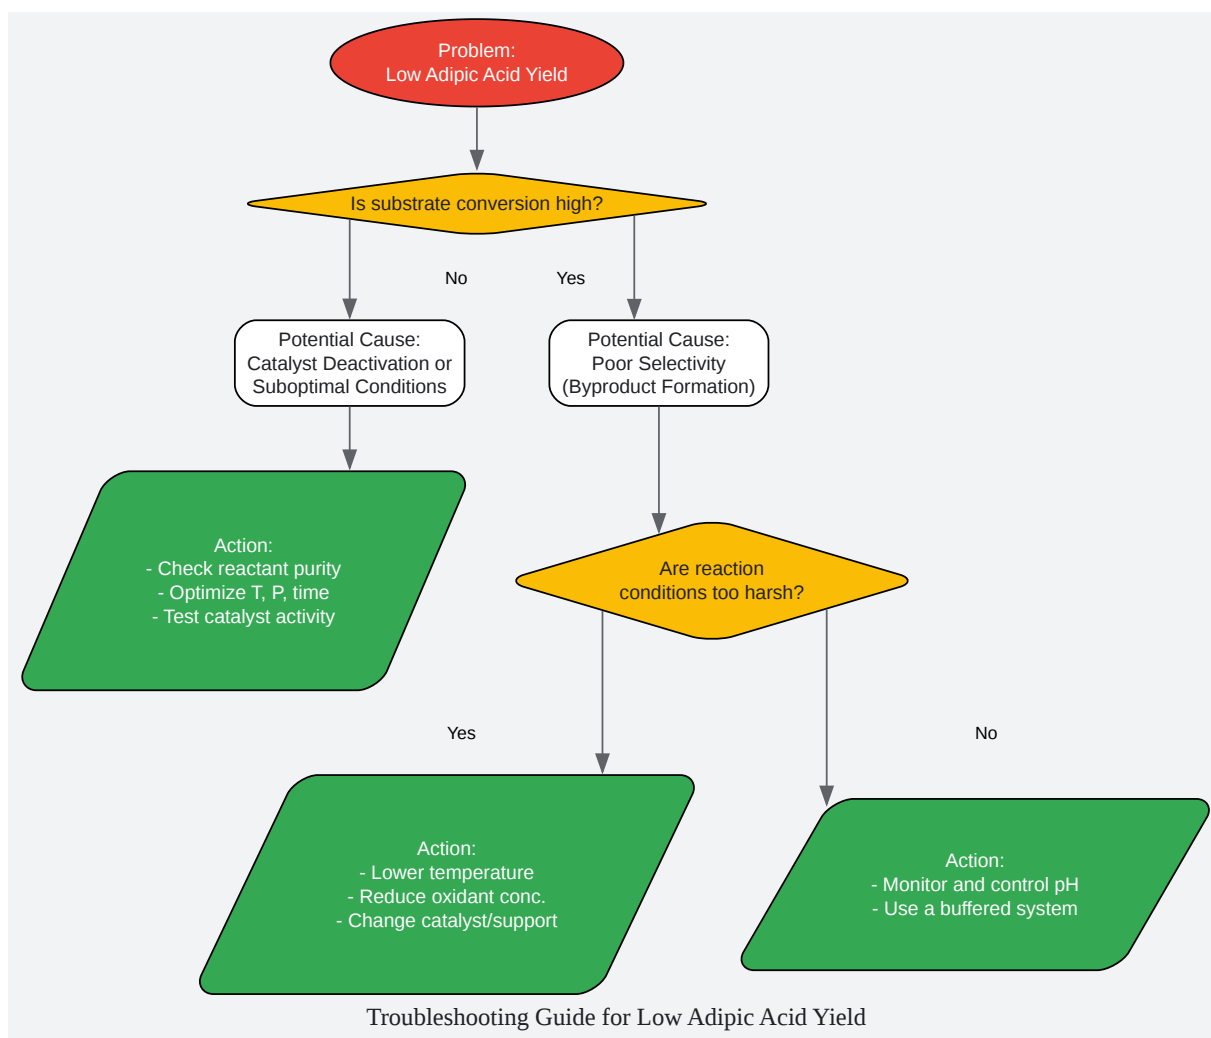 Problem:
Low Adipic Acid Yield
Is substrate conversion high?
No
Yes
Potential Cause:
Catalyst Deactivation or
Suboptimal Conditions
Potential Cause:
Poor Selectivity
(Byproduct Formation)
Action:
- Check reactant purity
- Optimize T, P, time
- Test catalyst activity
Are reaction
conditions too harsh?
Yes
No
Action:
- Lower temperature
- Reduce oxidant conc.
- Change catalyst/support
Action:
- Monitor and control pH
- Use a buffered system
Troubleshooting Guide for Low Adipic Acid Yield